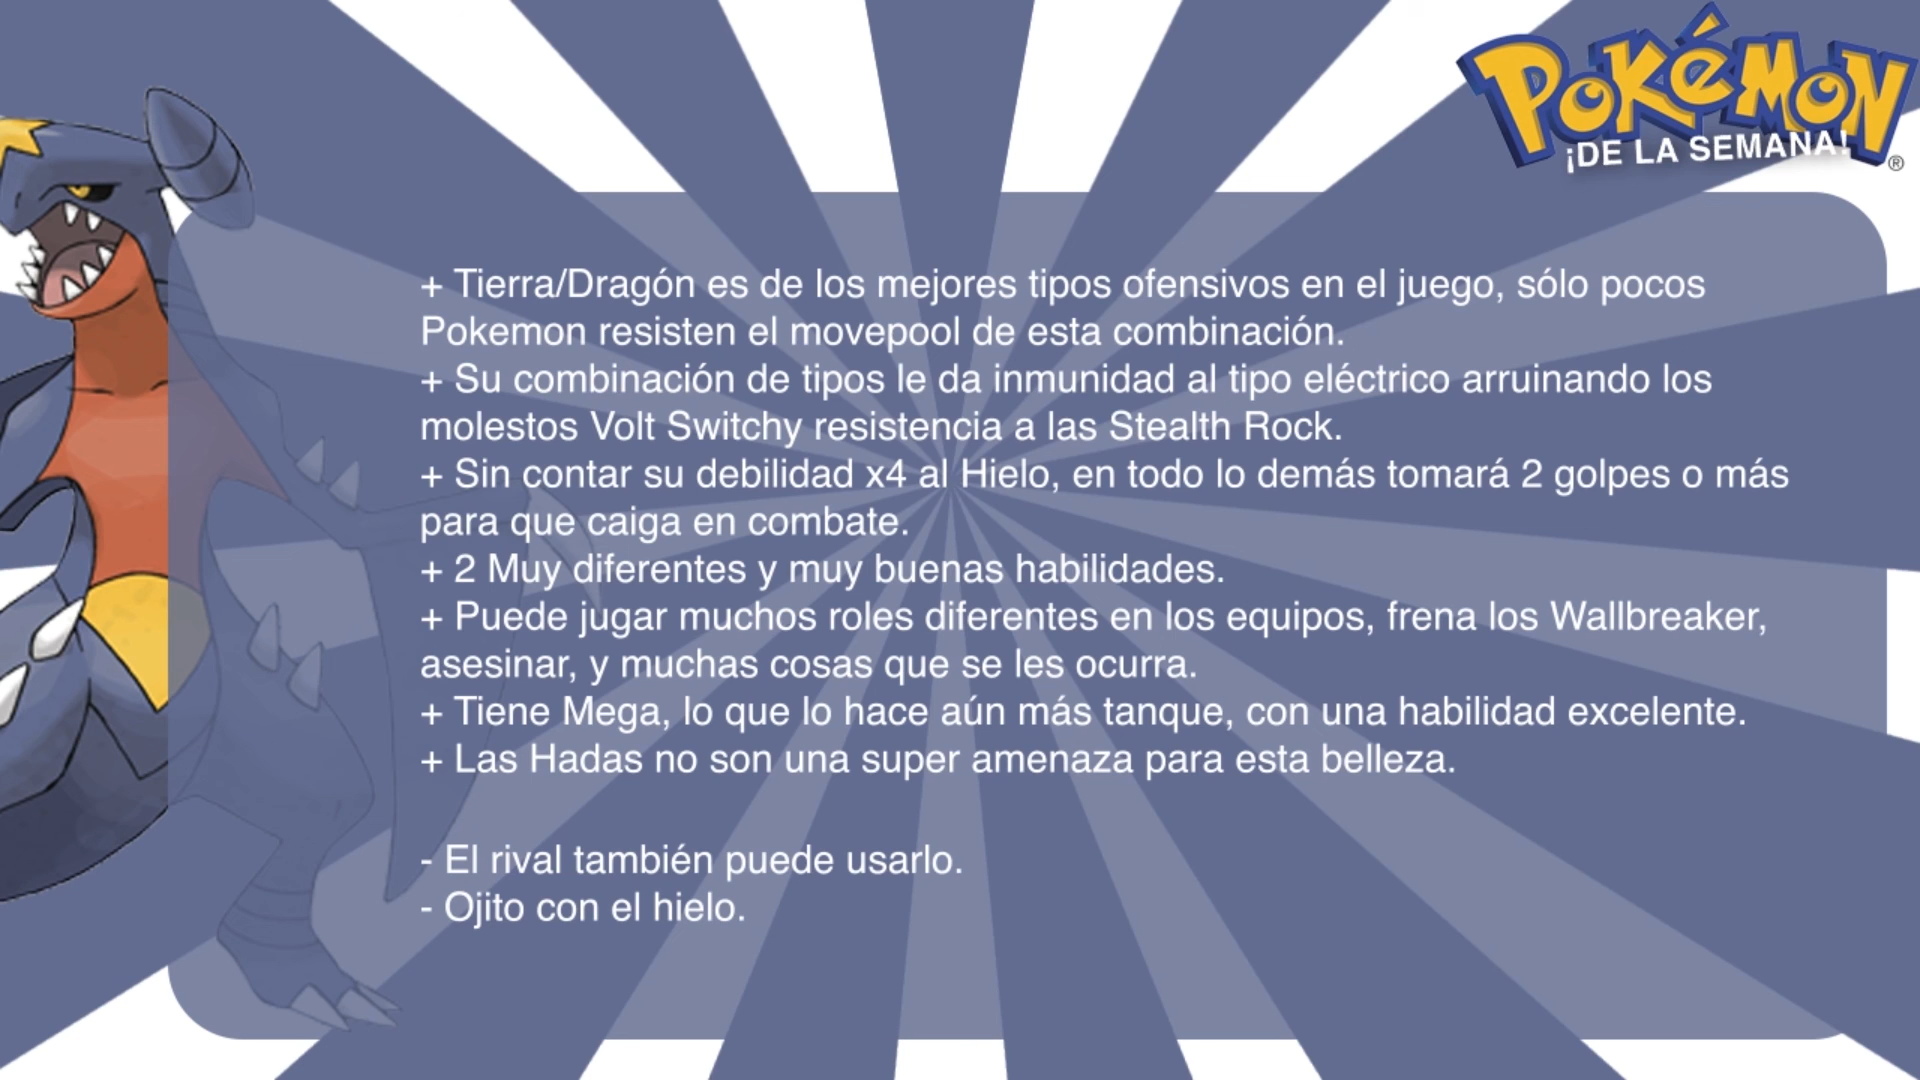 POKéMON
¡DE LA SEMANA!
®
+ Tierra/Dragón es de los mejores tipos ofensivos en el juego, sólo pocos
Pokemon resisten el movepool de esta combinación.
+ Su combinación de tipos le da inmunidad al tipo eléctrico arruinando los
molestos Volt Switchy resistencia a las Stealth Rock.
+ Sin contar su debilidad x4 al Hielo, en todo lo demás tomará 2 golpes o más
para que caiga en combate.
+ 2 Muy diferentes y muy buenas habilidades.
+ Puede jugar muchos roles diferentes en los equipos, frena los Wallbreaker,
asesinar, y muchas cosas que se les ocurra.
+ Tiene Mega, lo que lo hace aún más tanque, con una habilidad excelente.
+ Las Hadas no son una super amenaza para esta belleza.
- El rival también puede usarlo.
- Ojito con el hielo.